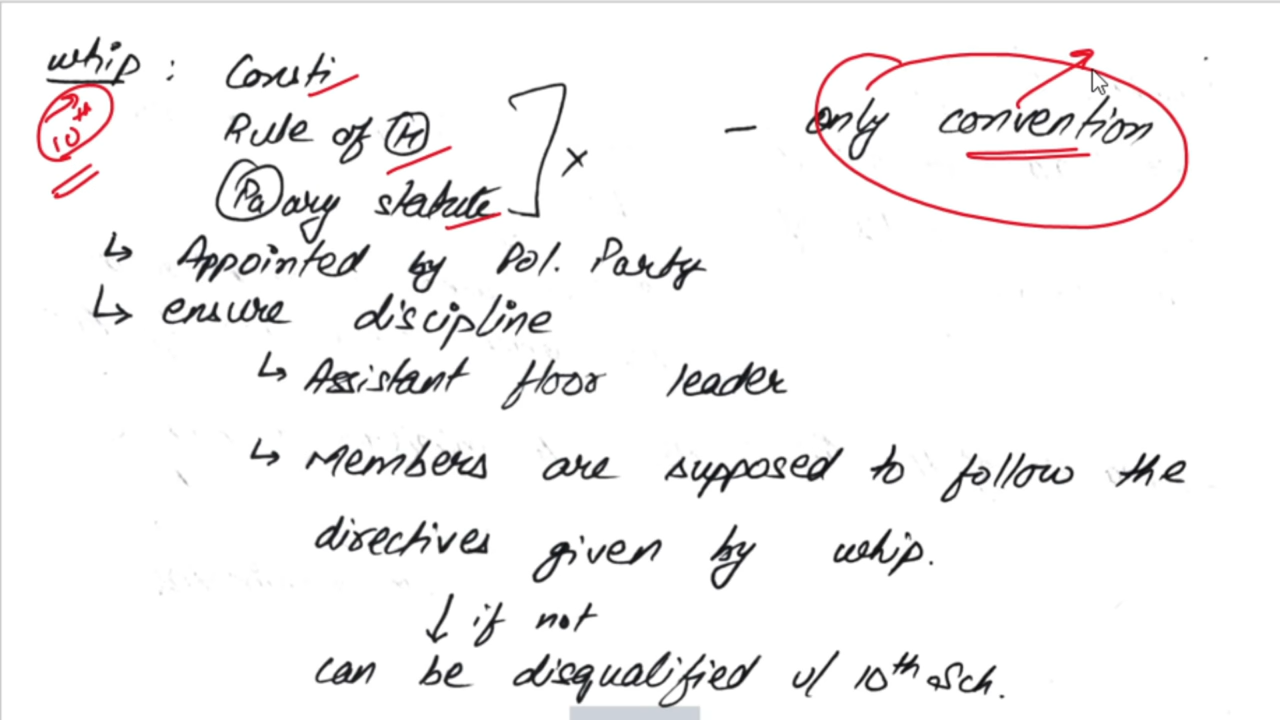 whip : Consti - only convention
10th
Rule of (H)
(Pa)ary statute ] x
↳ Appointed by Pol. Party
↳ ensure discipline
↳ Assistant floor leader
↳ Members are supposed to follow the
directives given by whip.
↓ if not
can be disqualified u/ 10th Sch.